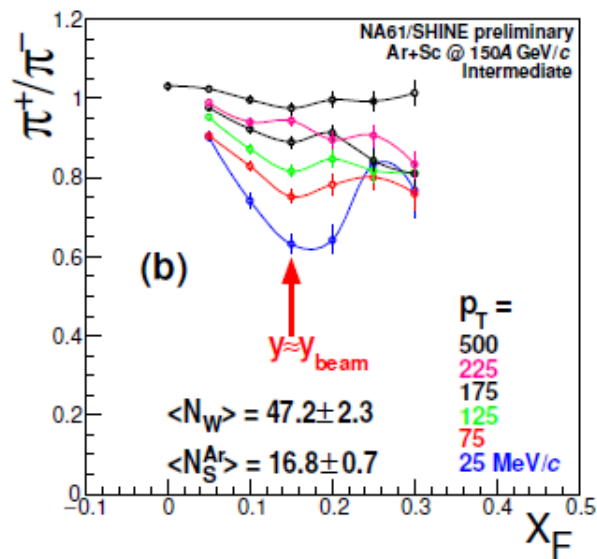 NA61/SHINE preliminary
Ar+Sc @ 150A GeV/c
Intermediate
π⁺/π⁻
1.2
1
0.8
0.6
0.4
0.2
0
(b)
y≈y_beam
p_T =
500
225
175
125
75
25 MeV/c
<N_W> = 47.2±2.3
<N_S^Ar> = 16.8±0.7
−0.1 0 0.1 0.2 0.3 0.4 0.5
x_F